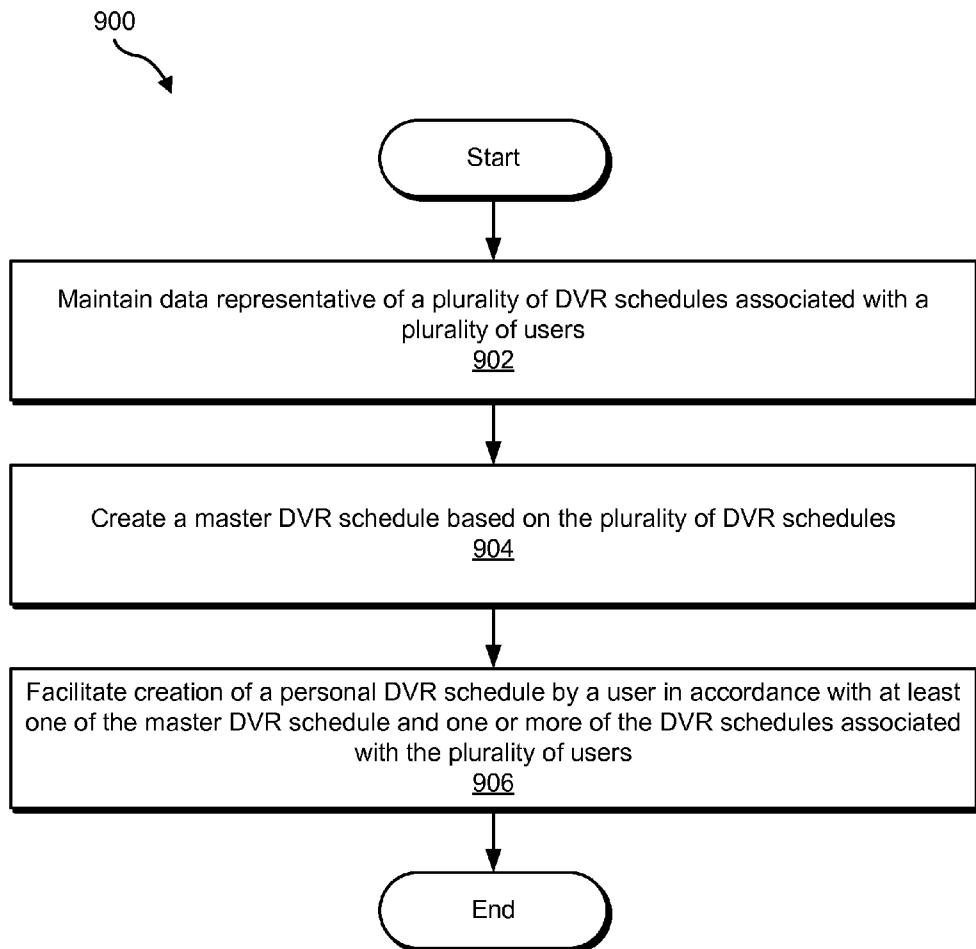 900
Start
Maintain data representative of a plurality of DVR schedules associated with a
plurality of users
902
Create a master DVR schedule based on the plurality of DVR schedules
904
Facilitate creation of a personal DVR schedule by a user in accordance with at least
one of the master DVR schedule and one or more of the DVR schedules associated
with the plurality of users
906
End